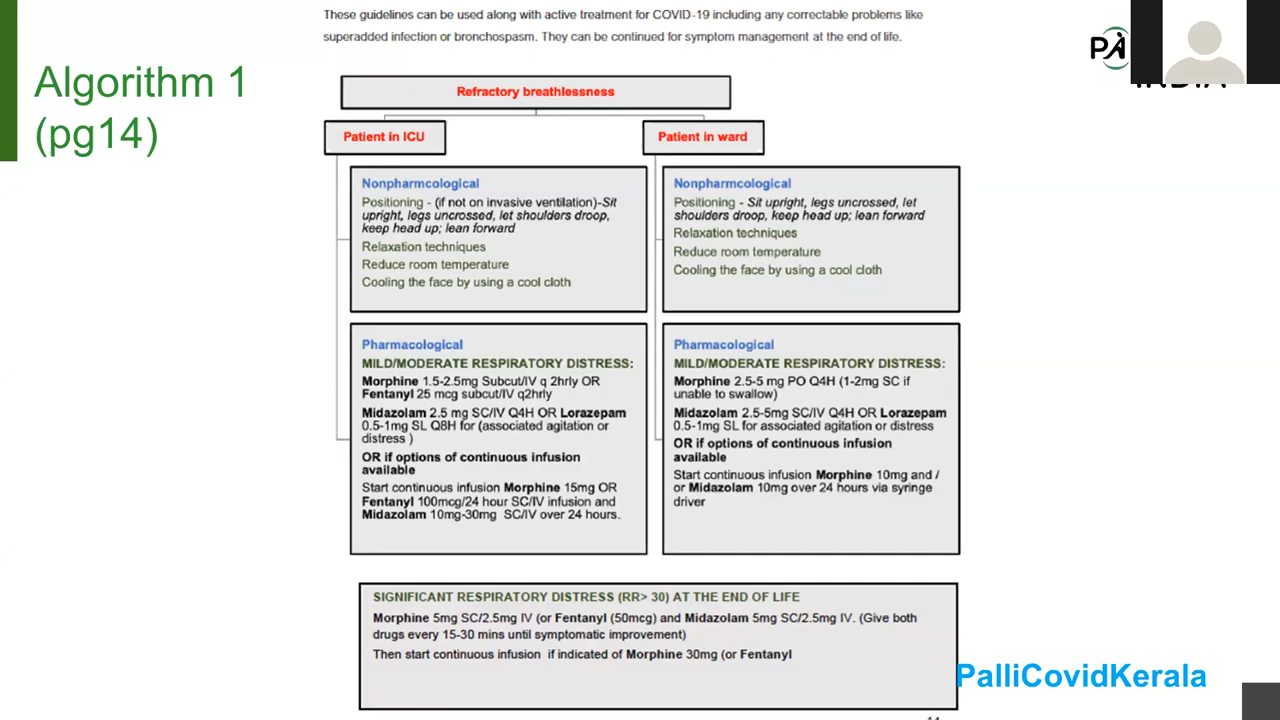 These guidelines can be used along with active treatment for COVID-19 including any correctable problems like
superadded infection or bronchospasm. They can be continued for symptom management at the end of life.
Algorithm 1
(pg14)
Refractory breathlessness
Patient in ICU
Patient in ward
Nonpharmcological
Positioning - (if not on invasive ventilation)-Sit
upright, legs uncrossed, let shoulders droop,
keep head up; lean forward
Relaxation techniques
Reduce room temperature
Cooling the face by using a cool cloth
Nonpharmcological
Positioning - Sit upright, legs uncrossed, let
shoulders droop, keep head up; lean forward
Relaxation techniques
Reduce room temperature
Cooling the face by using a cool cloth
Pharmacological
MILD/MODERATE RESPIRATORY DISTRESS:
Morphine 1.5-2.5mg Subcut/IV q 2hrly OR
Fentanyl 25 mcg subcut/IV q2hrly
Midazolam 2.5 mg SC/IV Q4H OR Lorazepam
0.5-1mg SL Q8H for (associated agitation or
distress )
OR if options of continuous infusion
available
Start continuous infusion Morphine 15mg OR
Fentanyl 100mcg/24 hour SC/IV infusion and
Midazolam 10mg-30mg SC/IV over 24 hours.
Pharmacological
MILD/MODERATE RESPIRATORY DISTRESS:
Morphine 2.5-5 mg PO Q4H (1-2mg SC if
unable to swallow)
Midazolam 2.5-5mg SC/IV Q4H OR Lorazepam
0.5-1mg SL for associated agitation or distress
OR if options of continuous infusion
available
Start continuous infusion Morphine 10mg and /
or Midazolam 10mg over 24 hours via syringe
driver
SIGNIFICANT RESPIRATORY DISTRESS (RR> 30) AT THE END OF LIFE
Morphine 5mg SC/2.5mg IV (or Fentanyl (50mcg) and Midazolam 5mg SC/2.5mg IV. (Give both
drugs every 15-30 mins until symptomatic improvement)
Then start continuous infusion if indicated of Morphine 30mg (or Fentanyl
PalliCovidKerala